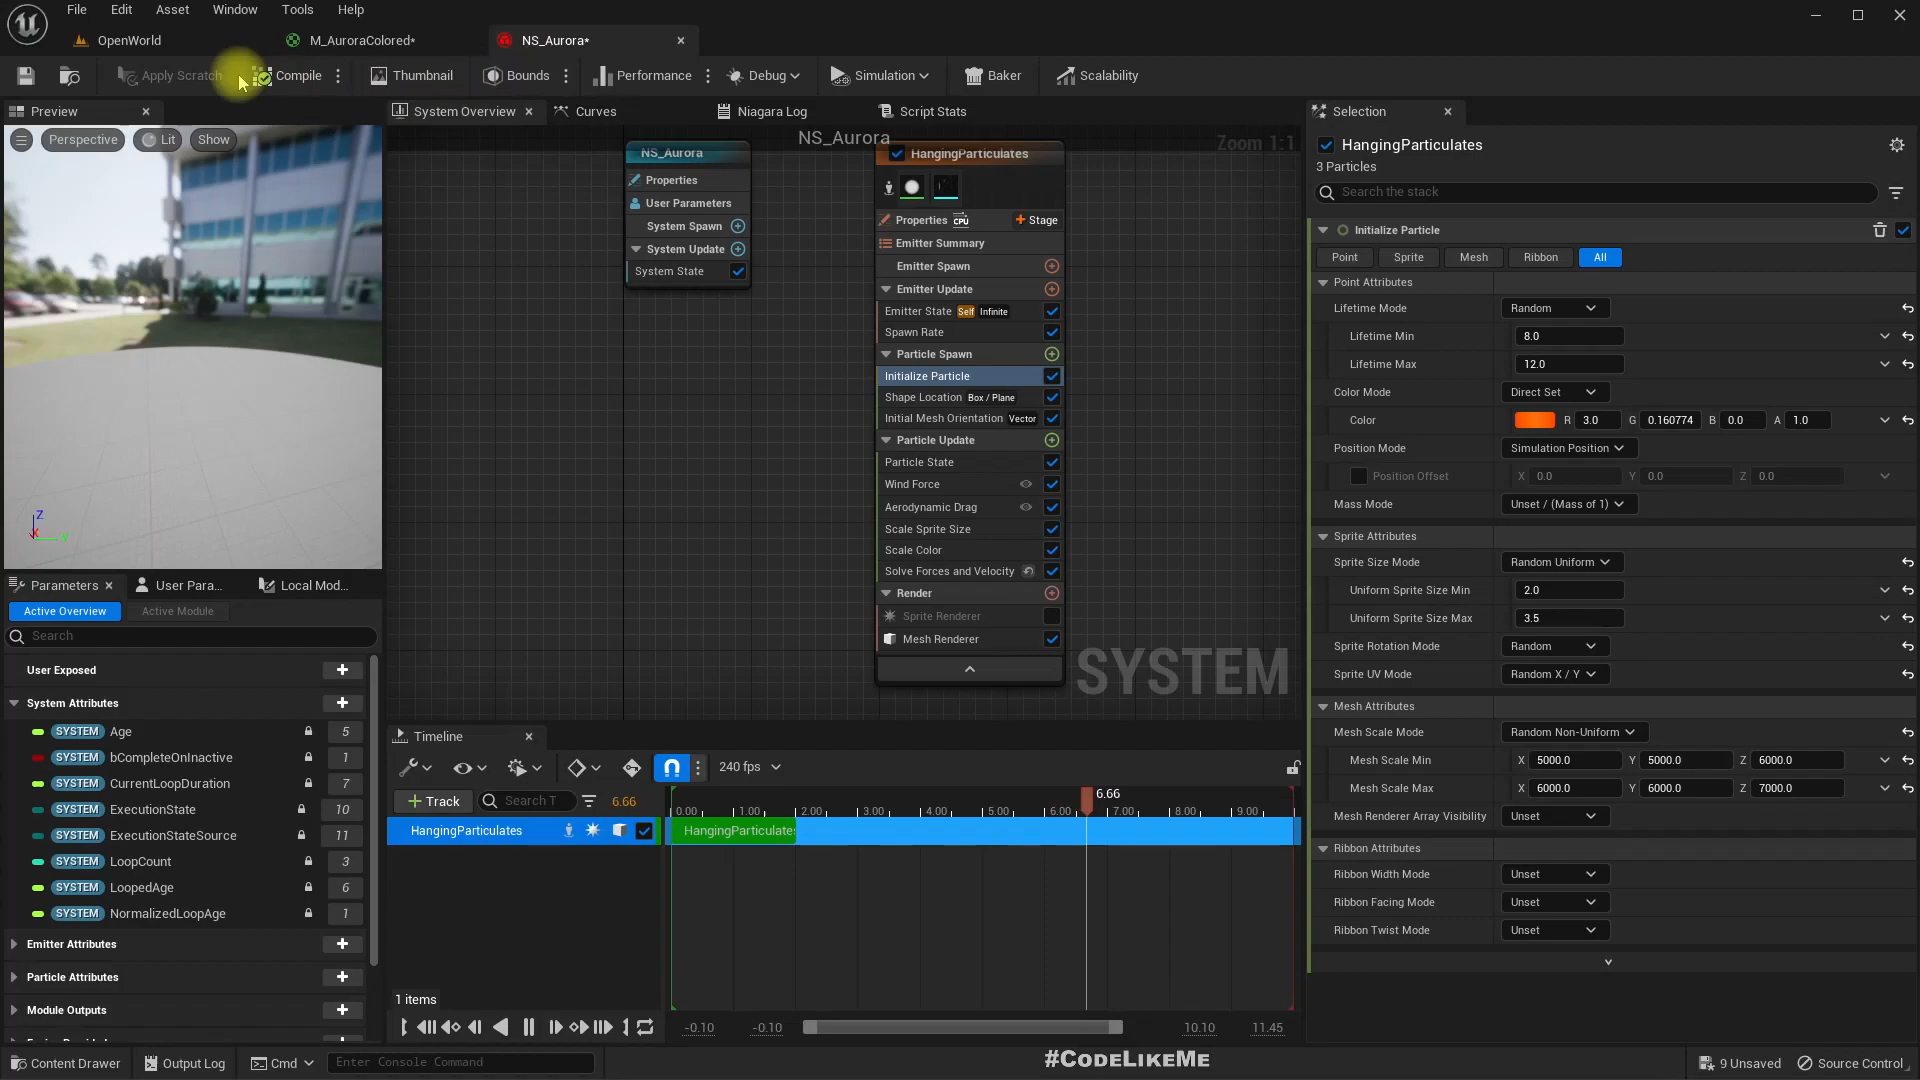 File Edit Asset Window Tools Help
OpenWorld M_AuroraColored* NS_Aurora*
Apply Scratch Compile Thumbnail Bounds Performance Debug Simulation Baker Scalability
Preview System Overview Curves Niagara Log Script Stats Selection
Perspective Lit Show
NS_Aurora Zoom 1:1
NS_Aurora
Properties
User Parameters
System Spawn
System Update
System State
HangingParticulates
Properties CPU Stage
Emitter Summary
Emitter Spawn
Emitter Update
Emitter State Self Infinite
Spawn Rate
Particle Spawn
Initialize Particle
Shape Location Box / Plane
Initial Mesh Orientation Vector
Particle Update
Particle State
Wind Force
Aerodynamic Drag
Scale Sprite Size
Scale Color
Solve Forces and Velocity
Render
Sprite Renderer
Mesh Renderer
SYSTEM
HangingParticulates
3 Particles
Search the stack
Initialize Particle
Point Sprite Mesh Ribbon All
Point Attributes
Lifetime Mode Random
Lifetime Min 8.0
Lifetime Max 12.0
Color Mode Direct Set
Color R 3.0 G 0.160774 B 0.0 A 1.0
Position Mode Simulation Position
Position Offset X 0.0 Y 0.0 Z 0.0
Mass Mode Unset / (Mass of 1)
Sprite Attributes
Sprite Size Mode Random Uniform
Uniform Sprite Size Min 2.0
Uniform Sprite Size Max 3.5
Sprite Rotation Mode Random
Sprite UV Mode Random X / Y
Mesh Attributes
Mesh Scale Mode Random Non-Uniform
Mesh Scale Min X 5000.0 Y 5000.0 Z 6000.0
Mesh Scale Max X 6000.0 Y 6000.0 Z 7000.0
Mesh Renderer Array Visibility Unset
Ribbon Attributes
Ribbon Width Mode Unset
Ribbon Facing Mode Unset
Ribbon Twist Mode Unset
Z
X Y
Parameters User Para... Local Mod...
Active Overview Active Module
Search
User Exposed
System Attributes
SYSTEM Age 5
SYSTEM bCompleteOnInactive 1
SYSTEM CurrentLoopDuration 7
SYSTEM ExecutionState 10
SYSTEM ExecutionStateSource 11
SYSTEM LoopCount 3
SYSTEM LoopedAge 6
SYSTEM NormalizedLoopAge 1
Emitter Attributes
Particle Attributes
Module Outputs
Timeline
240 fps
Track Search T 6.66
6.66
0.00 1.00 2.00 3.00 4.00 5.00 6.00 7.00 8.00 9.00
HangingParticulates HangingParticulates
1 items
-0.10 -0.10 10.10 11.45
Content Drawer Output Log Cmd Enter Console Command #CodeLikeMe 9 Unsaved Source Control